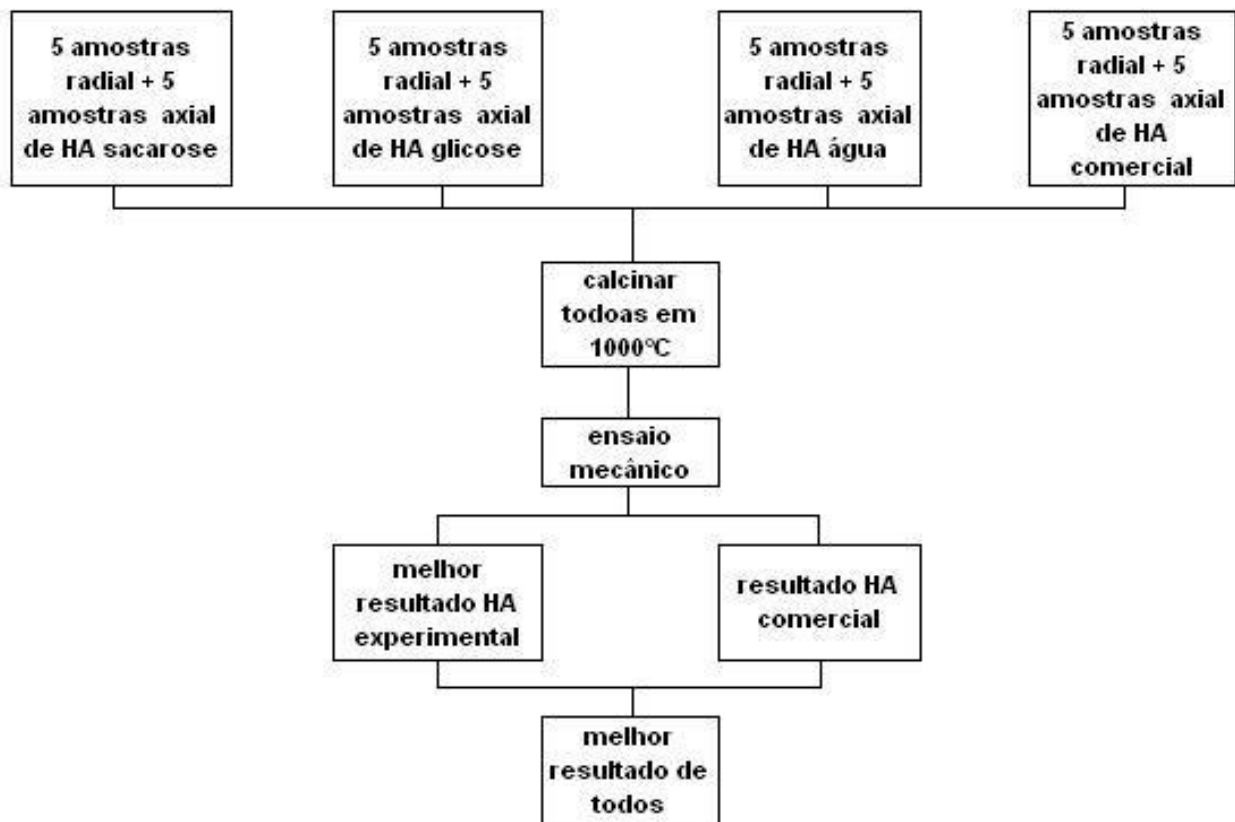 5 amostras
radial + 5
amostras axial
de HA sacarose
5 amostras
radial + 5
amostras axial
de HA glicose
5 amostras
radial + 5
amostras axial
de HA água
5 amostras
radial + 5
amostras axial
de HA
comercial
calcinar
todoas em
1000°C
ensaio
mecânico
melhor
resultado HA
experimental
resultado HA
comercial
melhor
resultado de
todos